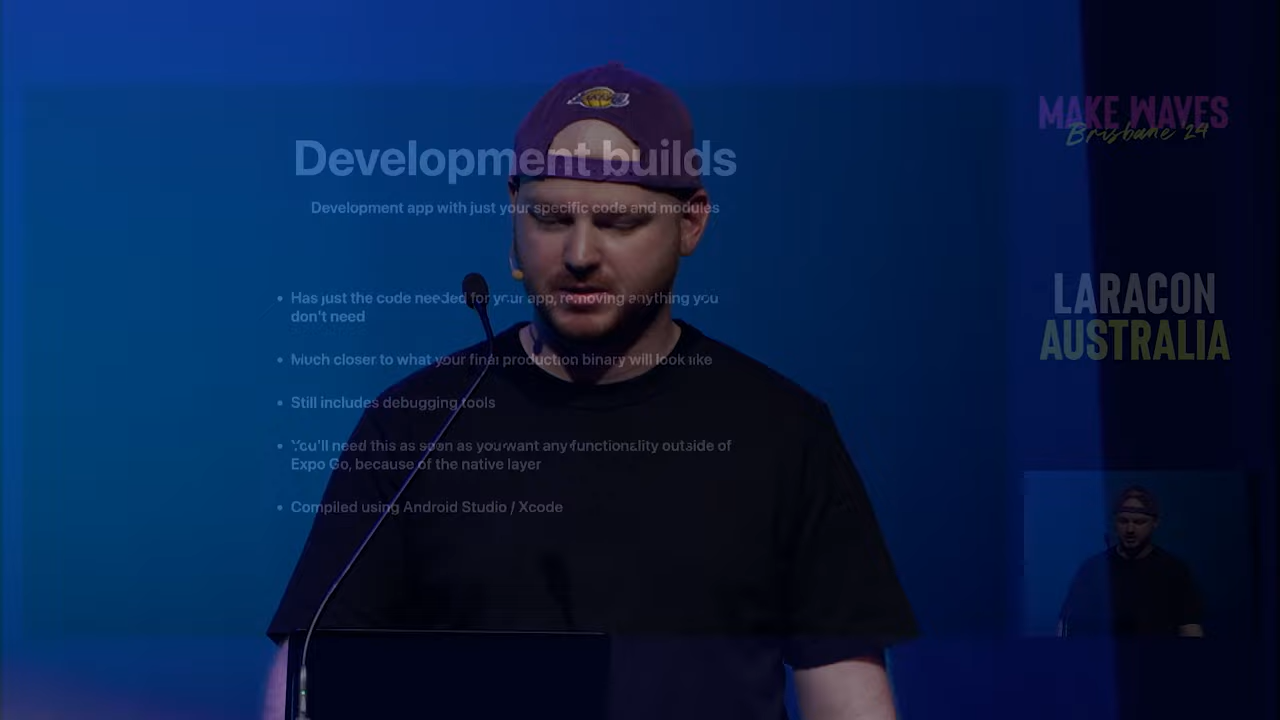 MAKE WAVES
Brisbane '24
Development builds
Development app with just your specific code and modules
LARACON
AUSTRALIA
• Has just the code needed for your app, removing anything you
don't need
• Much closer to what your final production binary will look like
• Still includes debugging tools
• You'll need this as soon as you want any functionality outside of
Expo Go, because of the native layer
• Compiled using Android Studio / Xcode